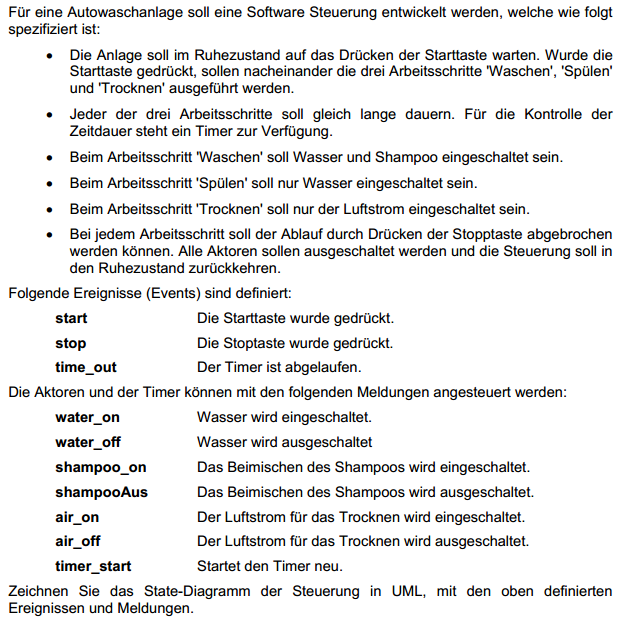 Für eine Autowaschanlage soll eine Software Steuerung entwickelt werden, welche wie folgt
spezifiziert ist:
• Die Anlage soll im Ruhezustand auf das Drücken der Starttaste warten. Wurde die
Starttaste gedrückt, sollen nacheinander die drei Arbeitsschritte 'Waschen', 'Spülen'
und 'Trocknen' ausgeführt werden.
• Jeder der drei Arbeitsschritte soll gleich lange dauern. Für die Kontrolle der
Zeitdauer steht ein Timer zur Verfügung.
• Beim Arbeitsschritt 'Waschen' soll Wasser und Shampoo eingeschaltet sein.
• Beim Arbeitsschritt 'Spülen' soll nur Wasser eingeschaltet sein.
• Beim Arbeitsschritt 'Trocknen' soll nur der Luftstrom eingeschaltet sein.
• Bei jedem Arbeitsschritt soll der Ablauf durch Drücken der Stopptaste abgebrochen
werden können. Alle Aktoren sollen ausgeschaltet werden und die Steuerung soll in
den Ruhezustand zurückkehren.
Folgende Ereignisse (Events) sind definiert:
start Die Starttaste wurde gedrückt.
stop Die Stoptaste wurde gedrückt.
time_out Der Timer ist abgelaufen.
Die Aktoren und der Timer können mit den folgenden Meldungen angesteuert werden:
water_on Wasser wird eingeschaltet.
water_off Wasser wird ausgeschaltet
shampoo_on Das Beimischen des Shampoos wird eingeschaltet.
shampooAus Das Beimischen des Shampoos wird ausgeschaltet.
air_on Der Luftstrom für das Trocknen wird eingeschaltet.
air_off Der Luftstrom für das Trocknen wird ausgeschaltet.
timer_start Startet den Timer neu.
Zeichnen Sie das State-Diagramm der Steuerung in UML, mit den oben definierten
Ereignissen und Meldungen.